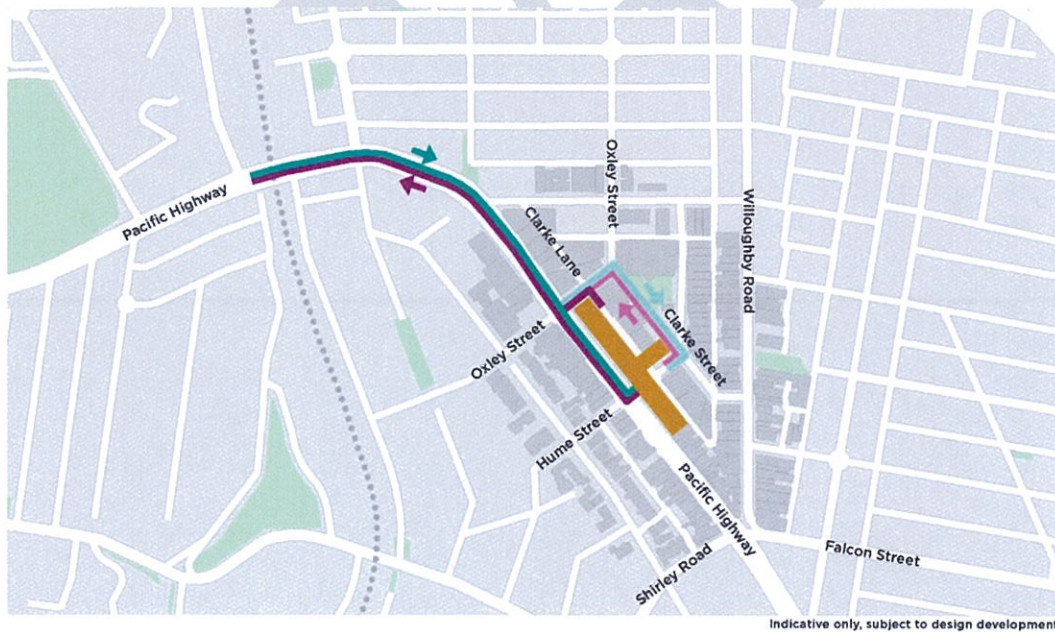 Pacific Highway
Oxley Street
Clarke Lane
Willoughby Road
Clarke Street
Oxley Street
Hume Street
Pacific Highway
Shirley Road
Falcon Street
Indicative only, subject to design development